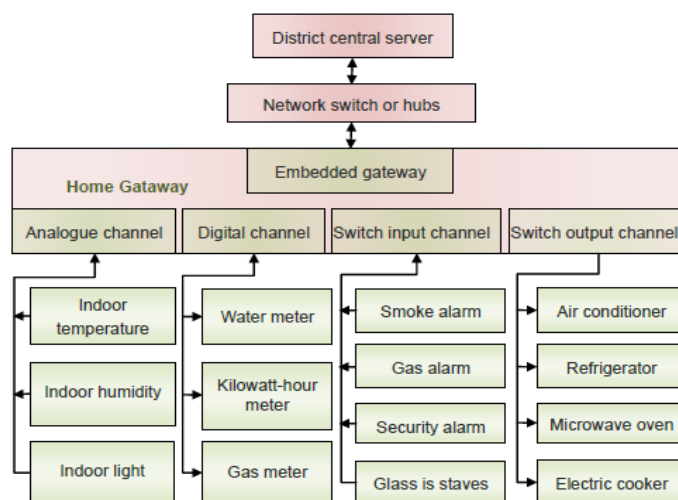 District central server
Network switch or hubs
Embedded gateway
Home Gataway
Analogue channel
Digital channel
Switch input channel
Switch output channel
Indoor
temperature
Indoor humidity
Indoor light
Water meter
Kilowatt-hour
meter
Gas meter
Smoke alarm
Gas alarm
Security alarm
Glass is staves
Air conditioner
Refrigerator
Microwave oven
Electric cooker